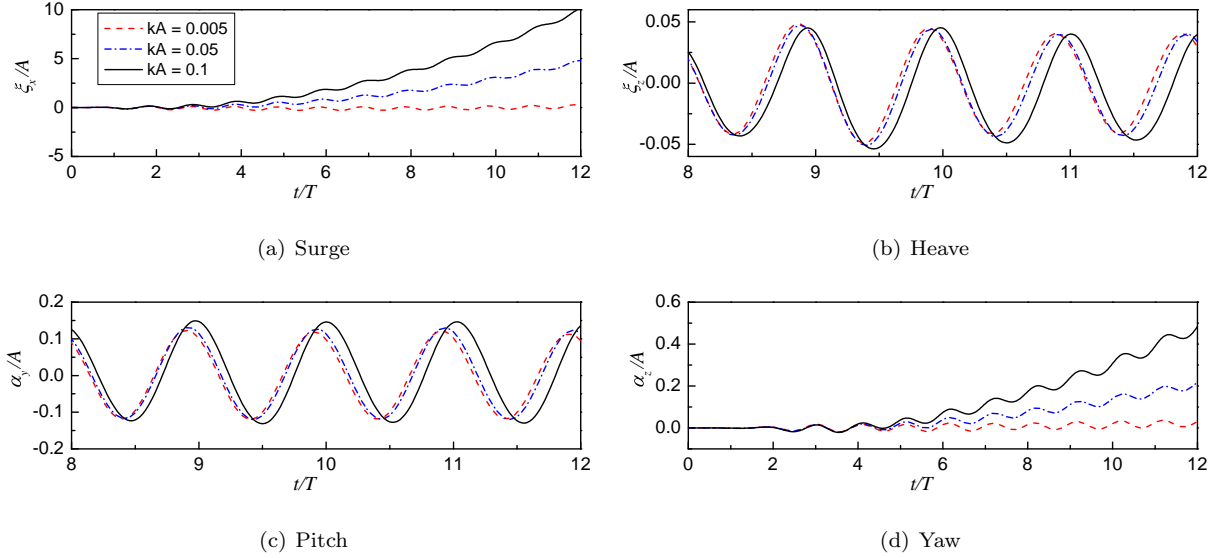 10
5
0
-5
ξx/A
kA = 0.005
kA = 0.05
kA = 0.1
0 2 4 6 8 10 12
t/T
(a) Surge
0.05
0.00
-0.05
ξz/A
8 9 10 11 12
t/T
(b) Heave
0.2
0.1
0.0
-0.1
-0.2
αy/A
8 9 10 11 12
t/T
(c) Pitch
0.6
0.4
0.2
0.0
αz/A
0 2 4 6 8 10 12
t/T
(d) Yaw